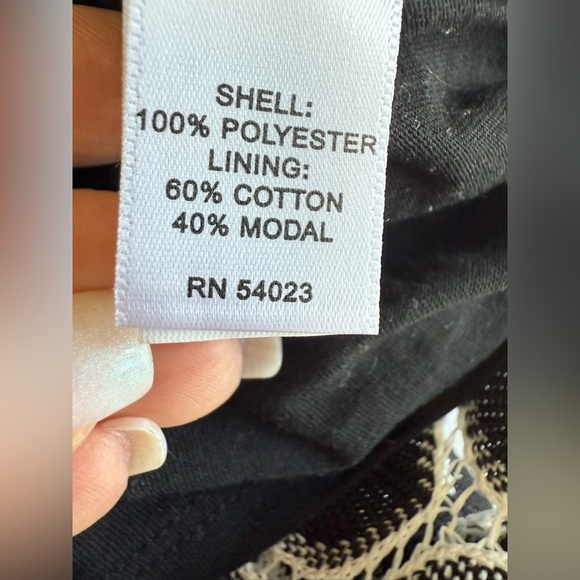 SHELL:
100% POLYESTER
LINING:
60% COTTON
40% MODAL
RN 54023